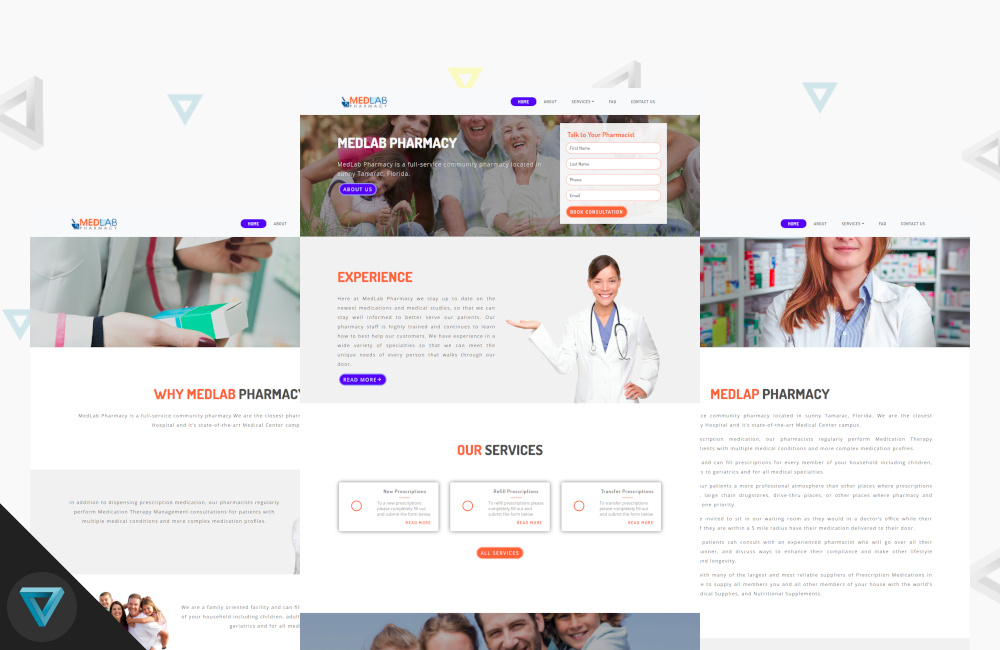 MEDLAB
PHARMACY
HOME
ABOUT
SERVICES
FAQ
CONTACT US
MEDLAB PHARMACY
MedLab Pharmacy is a full-service community pharmacy located in
sunny Tamarac, Florida.
ABOUT US
Talk to Your Pharmacist
First Name
Last Name
Phone
Email
BOOK CONSULTATION
EXPERIENCE
Here at MedLab Pharmacy we stay up to date on the
newest medications and medical studies, so that we can
stay well informed to better serve our patients. Our
pharmacy staff is highly trained and continues to learn
how to best help our customers. We have experience in a
wide variety of specialties so that we can meet the
unique needs of every person that walks through our
door.
READ MORE
OUR SERVICES
New Prescriptions
To a new prescriptions
please completely fill out
and submit the form below.
READ MORE
Refill Prescriptions
To refill prescriptions
please completely fill out
and submit the form below.
READ MORE
Transfer Prescriptions
To transfer prescriptions
please completely fill out
and submit the form below.
READ MORE
ALL SERVICES
MEDLAB
PHARMACY
HOME
ABOUT
WHY MEDLAB PHARMACY
MedLab Pharmacy is a full-service community pharmacy We are the closest
Hospital and it's state-of-the-art Medical Center
In addition to dispensing prescription medication, our pharmacists regularly
perform Medication Therapy Management consultations for patients with
multiple medical conditions and more complex medication profiles.
We are a family oriented facility and can
of your household including children,
geriatrics and for all
HOME
ABOUT
SERVICES
FAQ
CONTACT US
MEDLAP PHARMACY
community pharmacy located in sunny Tamarac, Florida. We are the closest
Hospital and it's state-of-the-art Medical Center campus.
medication, our pharmacists regularly perform Medication Therapy
with multiple medical conditions and more complex medication profiles.
and can fill prescriptions for every member of your household including children,
to geriatrics and for all medical specialties.
patients a more professional atmosphere than other places where prescriptions
large chain drugstores, drive-thru places, or other places where pharmacy and
one priority.
invited to sit in our waiting room as they would in a doctor's office while their
if they are within a 5 mile radius have their medication delivered to their door.
patients can consult with an experienced pharmacist who will go over all their
and discuss ways to enhance their compliance and make other lifestyle
longevity.
with many of the largest and most reliable suppliers of Prescription Medications in
to supply all members you and all other members of your house with the world's
Supplies, and Nutritional Supplements.